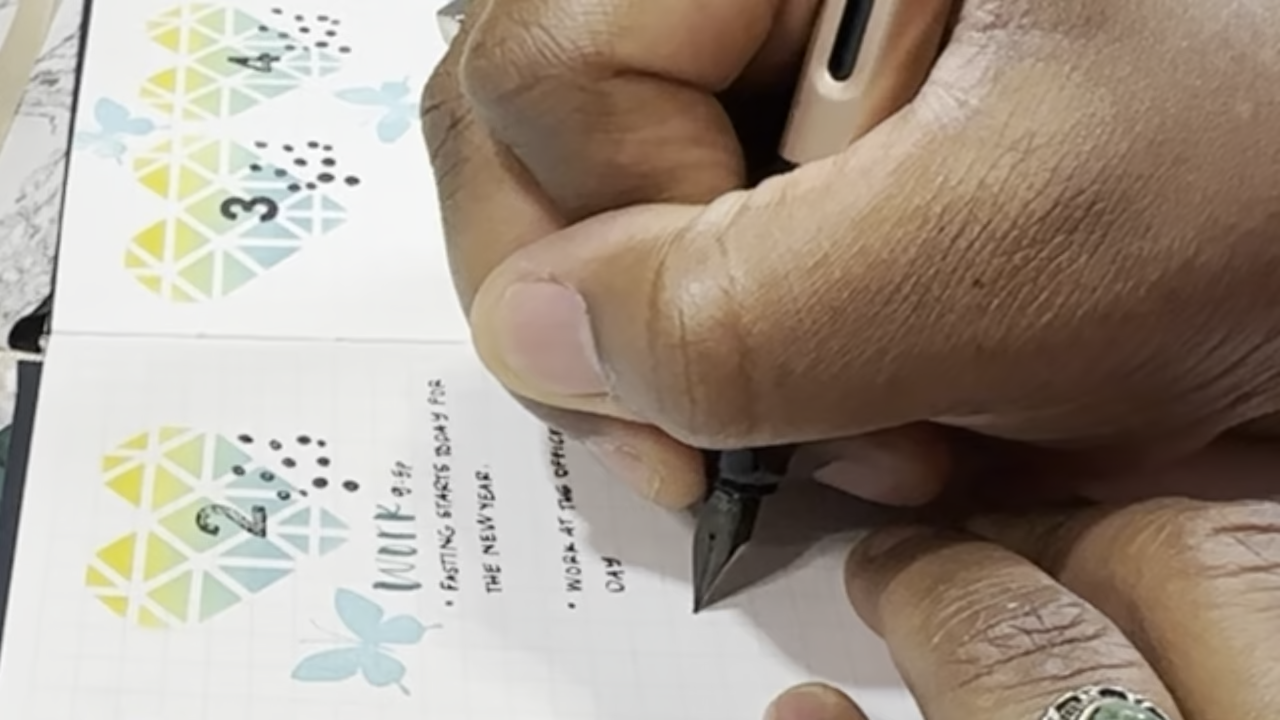 4
3
2
WORK 9-5p
• FASTING STARTS TODAY FOR
THE NEW YEAR.
• WORK AT THE OFFICE
DAY